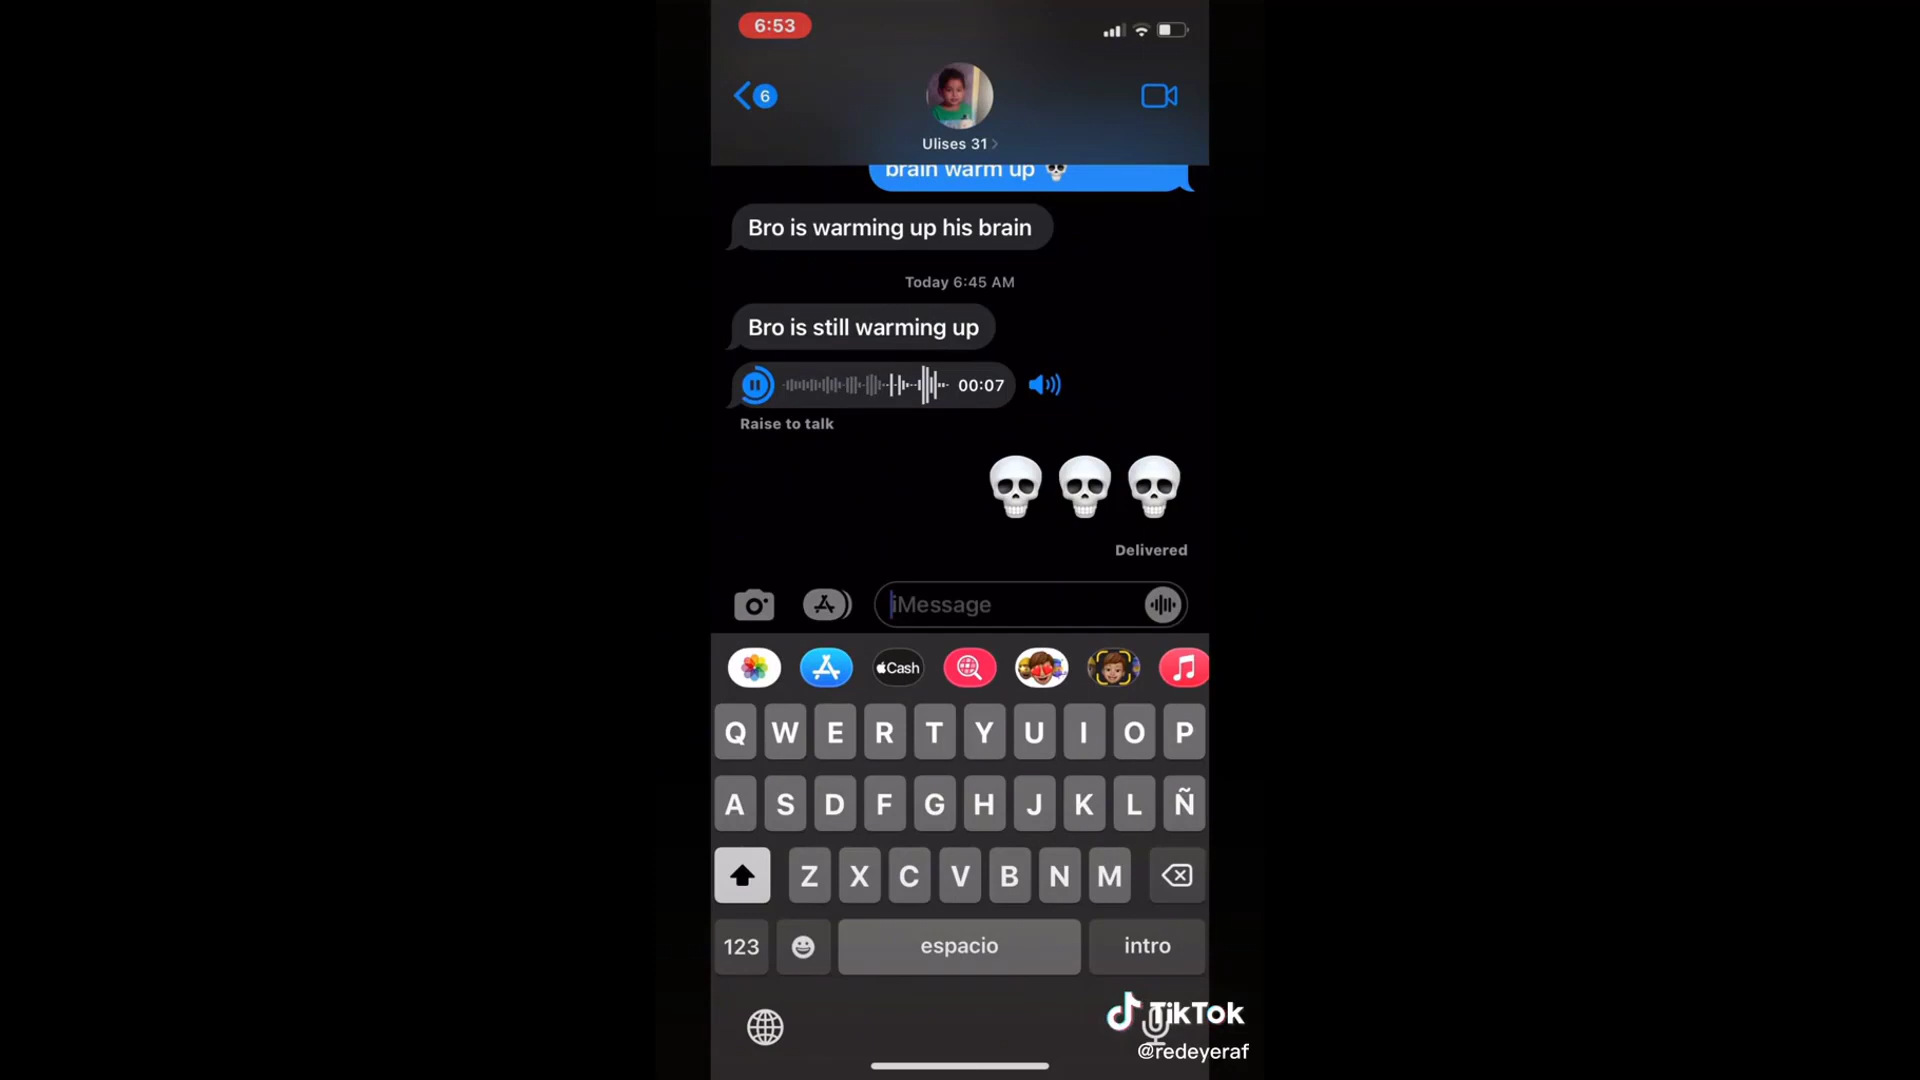 6:53
6
Ulises 31
brain warm up 💀
Bro is warming up his brain
Today 6:45 AM
Bro is still warming up
00:07
Raise to talk
💀💀💀
Delivered
iMessage
Cash
Q W E R T Y U I O P
A S D F G H J K L Ñ
Z X C V B N M
123 espacio intro
TikTok
@redeyeraf